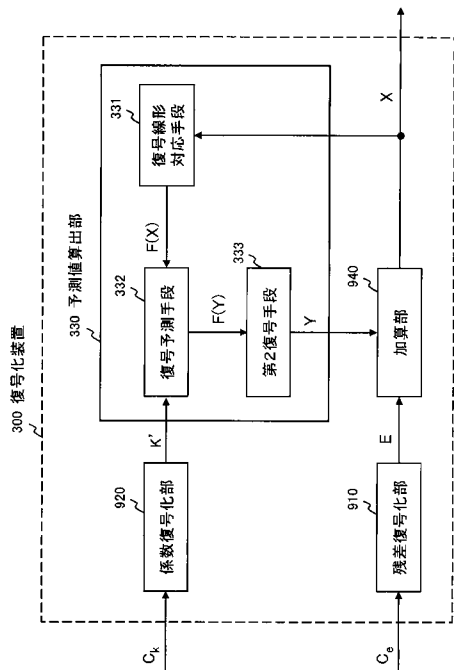 300 復号化装置
330 予測値算出部
331
復号線形
対応手段
F(X)
332
復号予測手段
F(Y)
333
第2復号手段
Y
K'
920
係数復号化部
Ck
940
加算部
X
E
910
残差復号化部
Ce